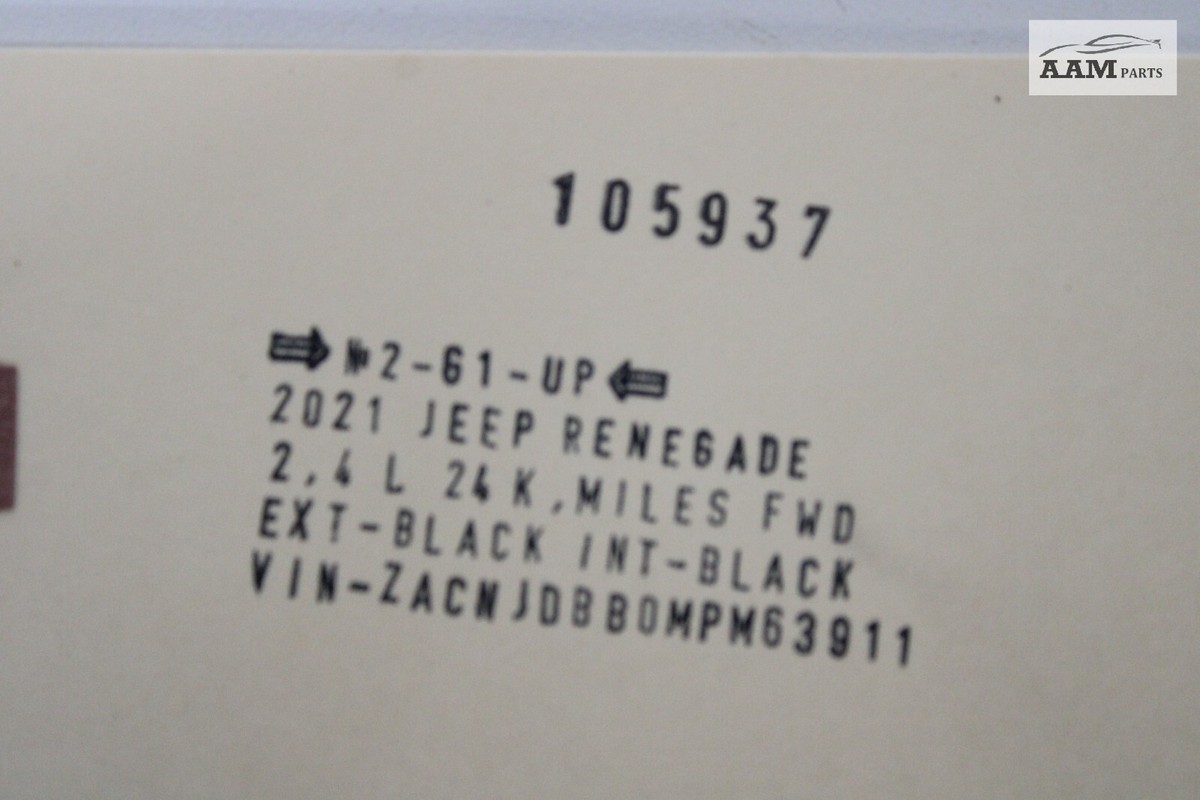 AAM PARTS
105937
⇒ №2-61-UP ⇐
2021 JEEP RENEGADE
2,4 L 24 K,MILES FWD
EXT-BLACK INT-BLACK
VIN-ZACNJDBB0MPM63911